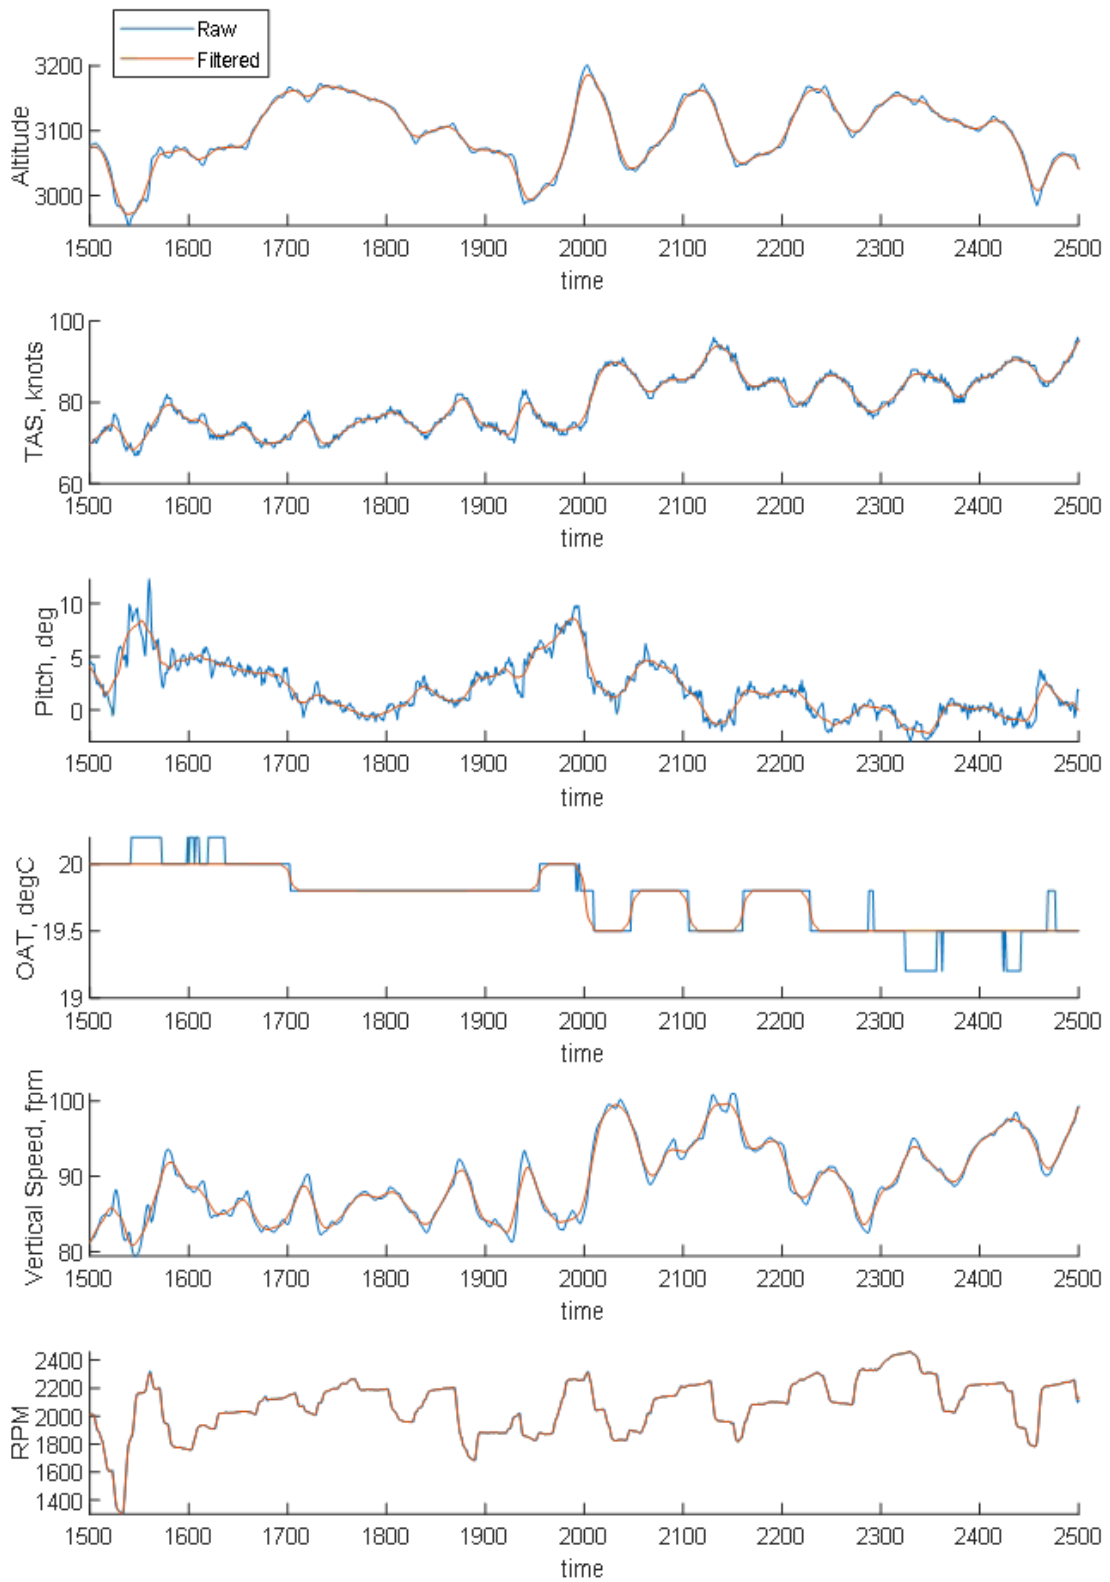 Raw
Filtered
3200
3100
3000
Altitude
1500 1600 1700 1800 1900 2000 2100 2200 2300 2400 2500
time
100
80
60
TAS, knots
1500 1600 1700 1800 1900 2000 2100 2200 2300 2400 2500
time
10
5
0
Pitch, deg
1500 1600 1700 1800 1900 2000 2100 2200 2300 2400 2500
time
20
19.5
19
OAT, degC
1500 1600 1700 1800 1900 2000 2100 2200 2300 2400 2500
time
100
90
80
Vertical Speed, fpm
1500 1600 1700 1800 1900 2000 2100 2200 2300 2400 2500
time
2400
2200
2000
1800
1600
1400
RPM
1500 1600 1700 1800 1900 2000 2100 2200 2300 2400 2500
time